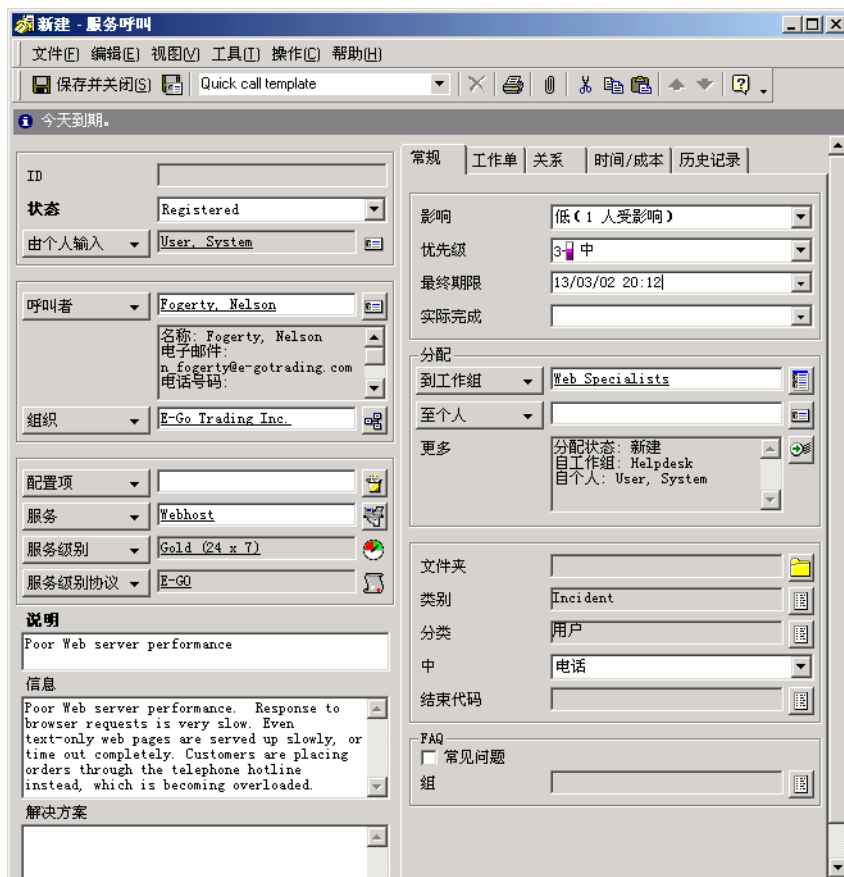 新建 - 服务呼叫
文件(F) 编辑(E) 视图(V) 工具(T) 操作(C) 帮助(H)
保存并关闭(S) Quick call template
今天到期。
ID
状态 Registered
由个人输入 User, System
呼叫者 Fogerty, Nelson
名称: Fogerty, Nelson
电子邮件:
n_fogerty@e-gotrading.com
电话号码:
组织 E-Go Trading Inc.
配置项
服务 Webhost
服务级别 Gold (24 x 7)
服务级别协议 E-GO
说明
Poor Web server performance
信息
Poor Web server performance. Response to
browser requests is very slow. Even
text-only web pages are served up slowly, or
time out completely. Customers are placing
orders through the telephone hotline
instead, which is becoming overloaded.
解决方案
常规 工作单 关系 时间/成本 历史记录
影响 低(1 人受影响)
优先级 3- 中
最终期限 13/03/02 20:12
实际完成
分配
到工作组 Web Specialists
至个人
更多
分配状态: 新建
自工作组: Helpdesk
自个人: User, System
文件夹
类别 Incident
分类 用户
中 电话
结束代码
FAQ
常见问题
组